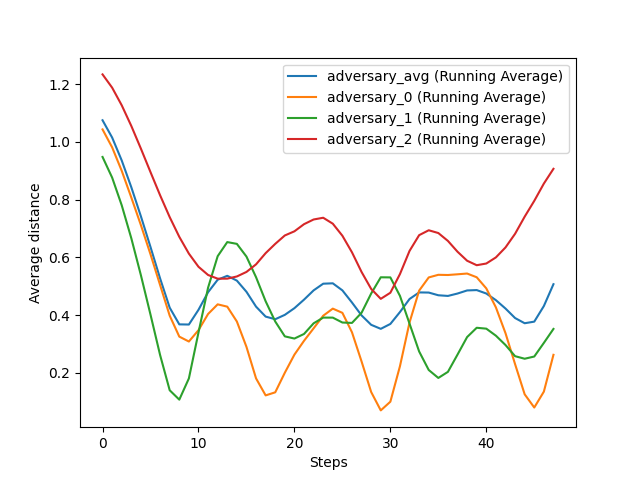 adversary_avg (Running Average)
adversary_0 (Running Average)
adversary_1 (Running Average)
adversary_2 (Running Average)
1.2
1.0
0.8
0.6
0.4
0.2
Average distance
0 10 20 30 40
Steps